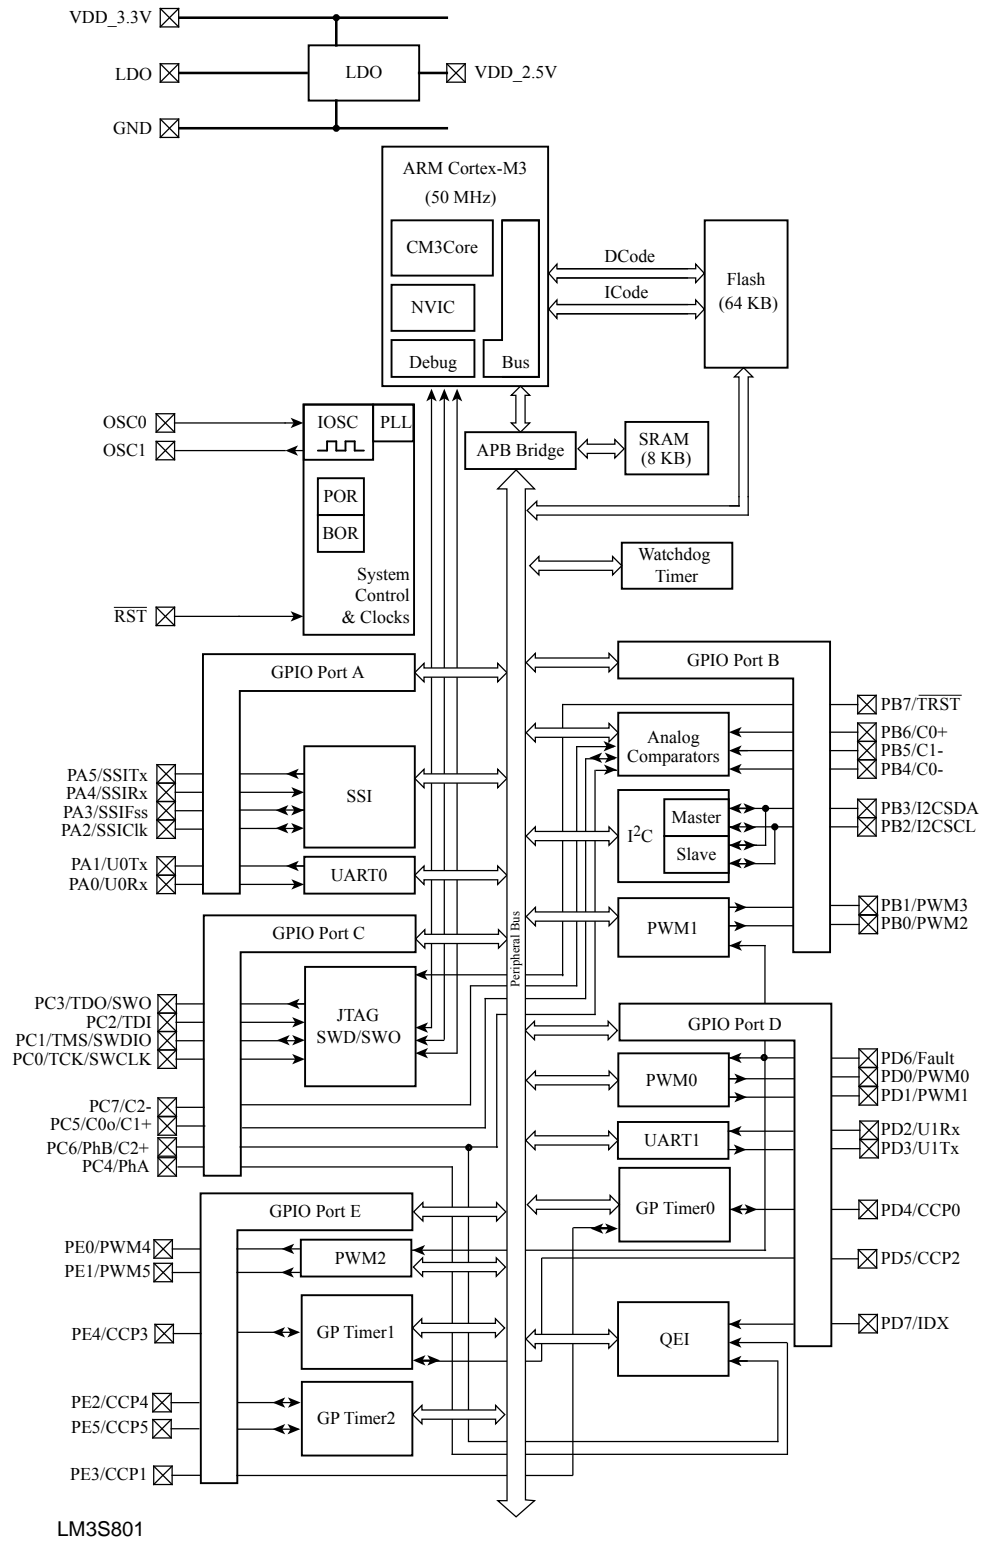 VDD_3.3V
LDO
LDO
VDD_2.5V
GND
ARM Cortex-M3
(50 MHz)
CM3Core
NVIC
Debug
Bus
DCode
ICode
Flash
(64 KB)
OSC0
OSC1
IOSC
PLL
POR
BOR
System
Control
& Clocks
RST
APB Bridge
SRAM
(8 KB)
Watchdog
Timer
GPIO Port A
PA5/SSITx
PA4/SSIRx
PA3/SSIFss
PA2/SSIClk
SSI
PA1/U0Tx
PA0/U0Rx
UART0
GPIO Port B
PB7/TRST
PB6/C0+
PB5/C1-
PB4/C0-
Analog
Comparators
PB3/I2CSDA
PB2/I2CSCL
I2C
Master
Slave
PB1/PWM3
PB0/PWM2
PWM1
Peripheral Bus
GPIO Port C
PC3/TDO/SWO
PC2/TDI
PC1/TMS/SWDIO
PC0/TCK/SWCLK
JTAG
SWD/SWO
PC7/C2-
PC5/C0o/C1+
PC6/PhB/C2+
PC4/PhA
GPIO Port D
PD6/Fault
PD0/PWM0
PD1/PWM1
PWM0
PD2/U1Rx
PD3/U1Tx
UART1
GP Timer0
PD4/CCP0
PD5/CCP2
QEI
PD7/IDX
GPIO Port E
PE0/PWM4
PE1/PWM5
PWM2
PE4/CCP3
GP Timer1
PE2/CCP4
PE5/CCP5
GP Timer2
PE3/CCP1
LM3S801